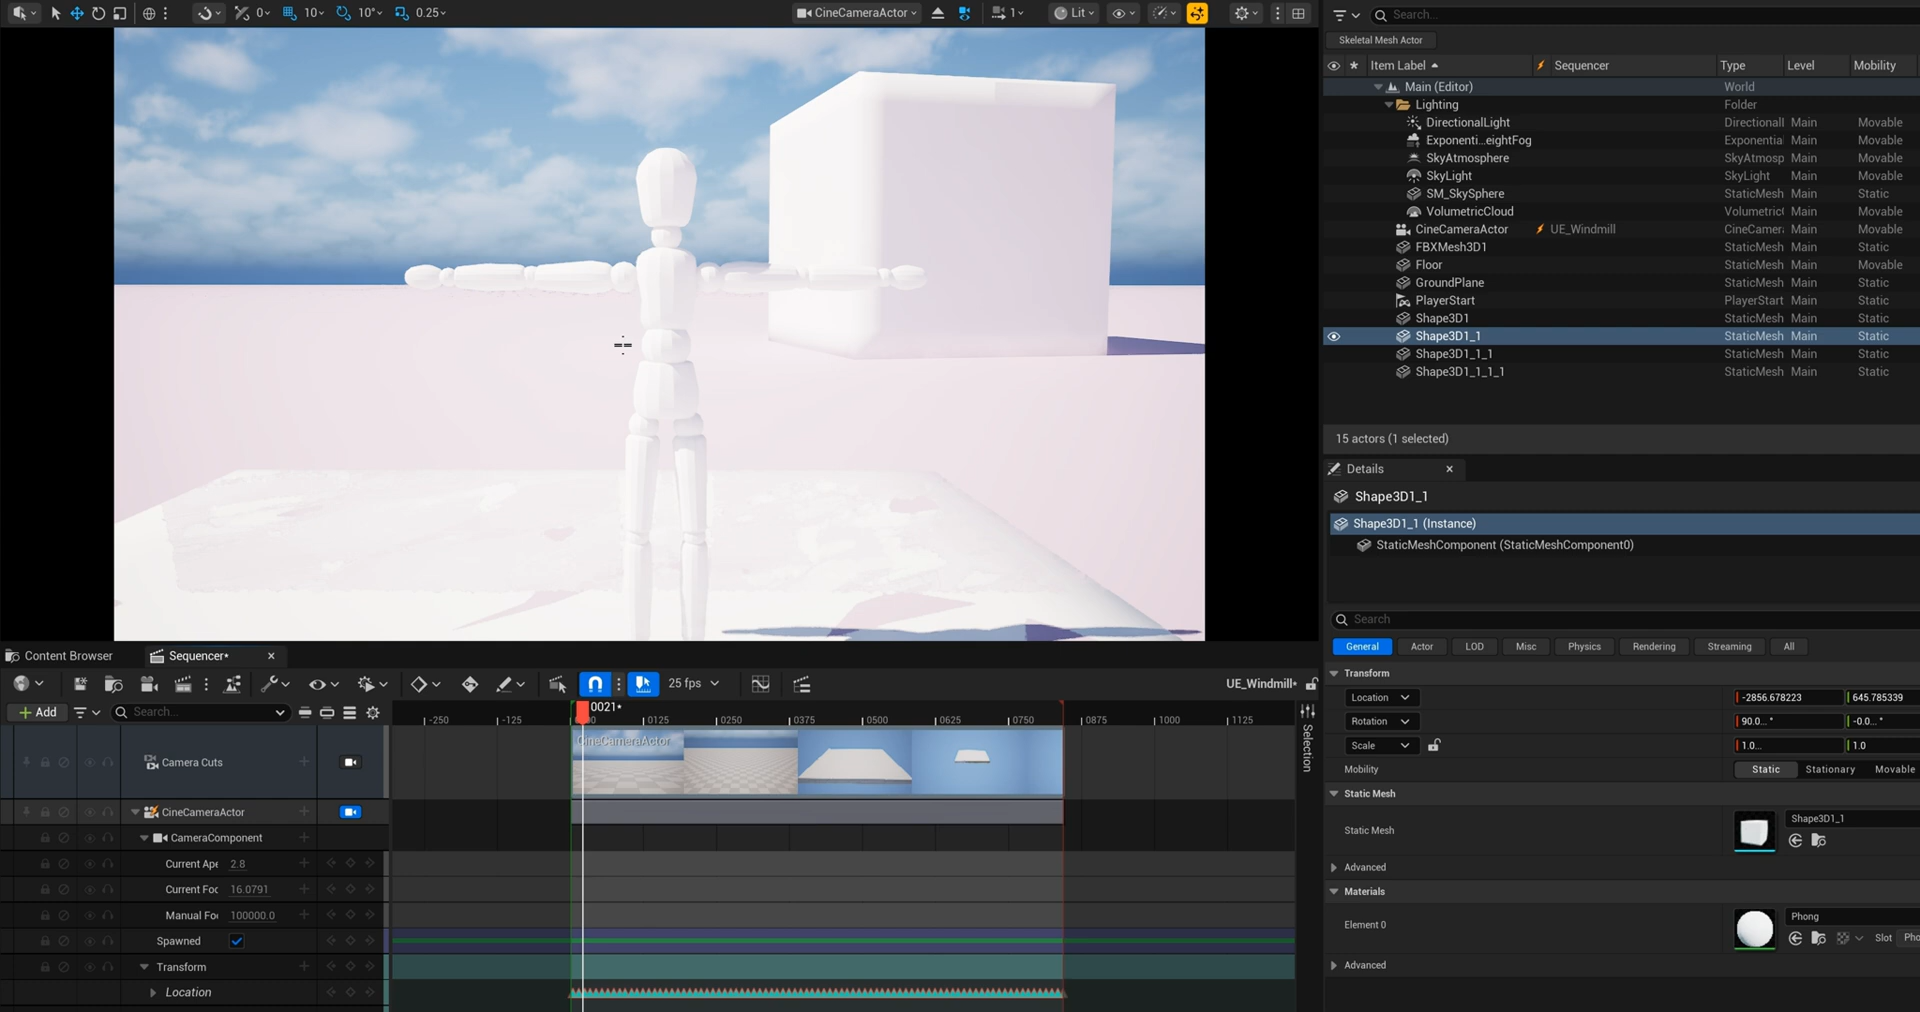 0 10 10° 0.25 CineCameraActor 1 Lit
Search...
Skeletal Mesh Actor
Item Label Sequencer Type Level Mobility
Main (Editor) World
Lighting Folder
DirectionalLight Directionall Main Movable
Exponenti...eightFog Exponentia Main Movable
SkyAtmosphere SkyAtmosp Main Movable
SkyLight SkyLight Main Movable
SM_SkySphere StaticMesh Main Static
VolumetricCloud Volumetric Main Movable
CineCameraActor UE_Windmill CineCamera Main Movable
FBXMesh3D1 StaticMesh Main Static
Floor StaticMesh Main Movable
GroundPlane StaticMesh Main Static
PlayerStart PlayerStart Main Static
Shape3D1 StaticMesh Main Static
Shape3D1_1 StaticMesh Main Static
Shape3D1_1_1 StaticMesh Main Static
Shape3D1_1_1_1 StaticMesh Main Static
15 actors (1 selected)
Details
Shape3D1_1
Shape3D1_1 (Instance)
StaticMeshComponent (StaticMeshComponent0)
Search
General Actor LOD Misc Physics Rendering Streaming All
Transform
Location -2856.678223 645.785339
Rotation 90.0... ° -0.0... °
Scale 1.0... 1.0
Mobility Static Stationary Movable
Static Mesh
Static Mesh Shape3D1_1
Advanced
Materials
Element 0 Phong
Slot Pho
Advanced
Content Browser Sequencer*
25 fps UE_Windmill*
Add Search... 0021*
-250 -125 0125 0250 0375 0500 0625 0750 0875 1000 1125
Selection
CineCameraActor
Camera Cuts
CineCameraActor
CameraComponent
Current Ape 2.8
Current Foc 16.0791
Manual Foc 100000.0
Spawned
Transform
Location